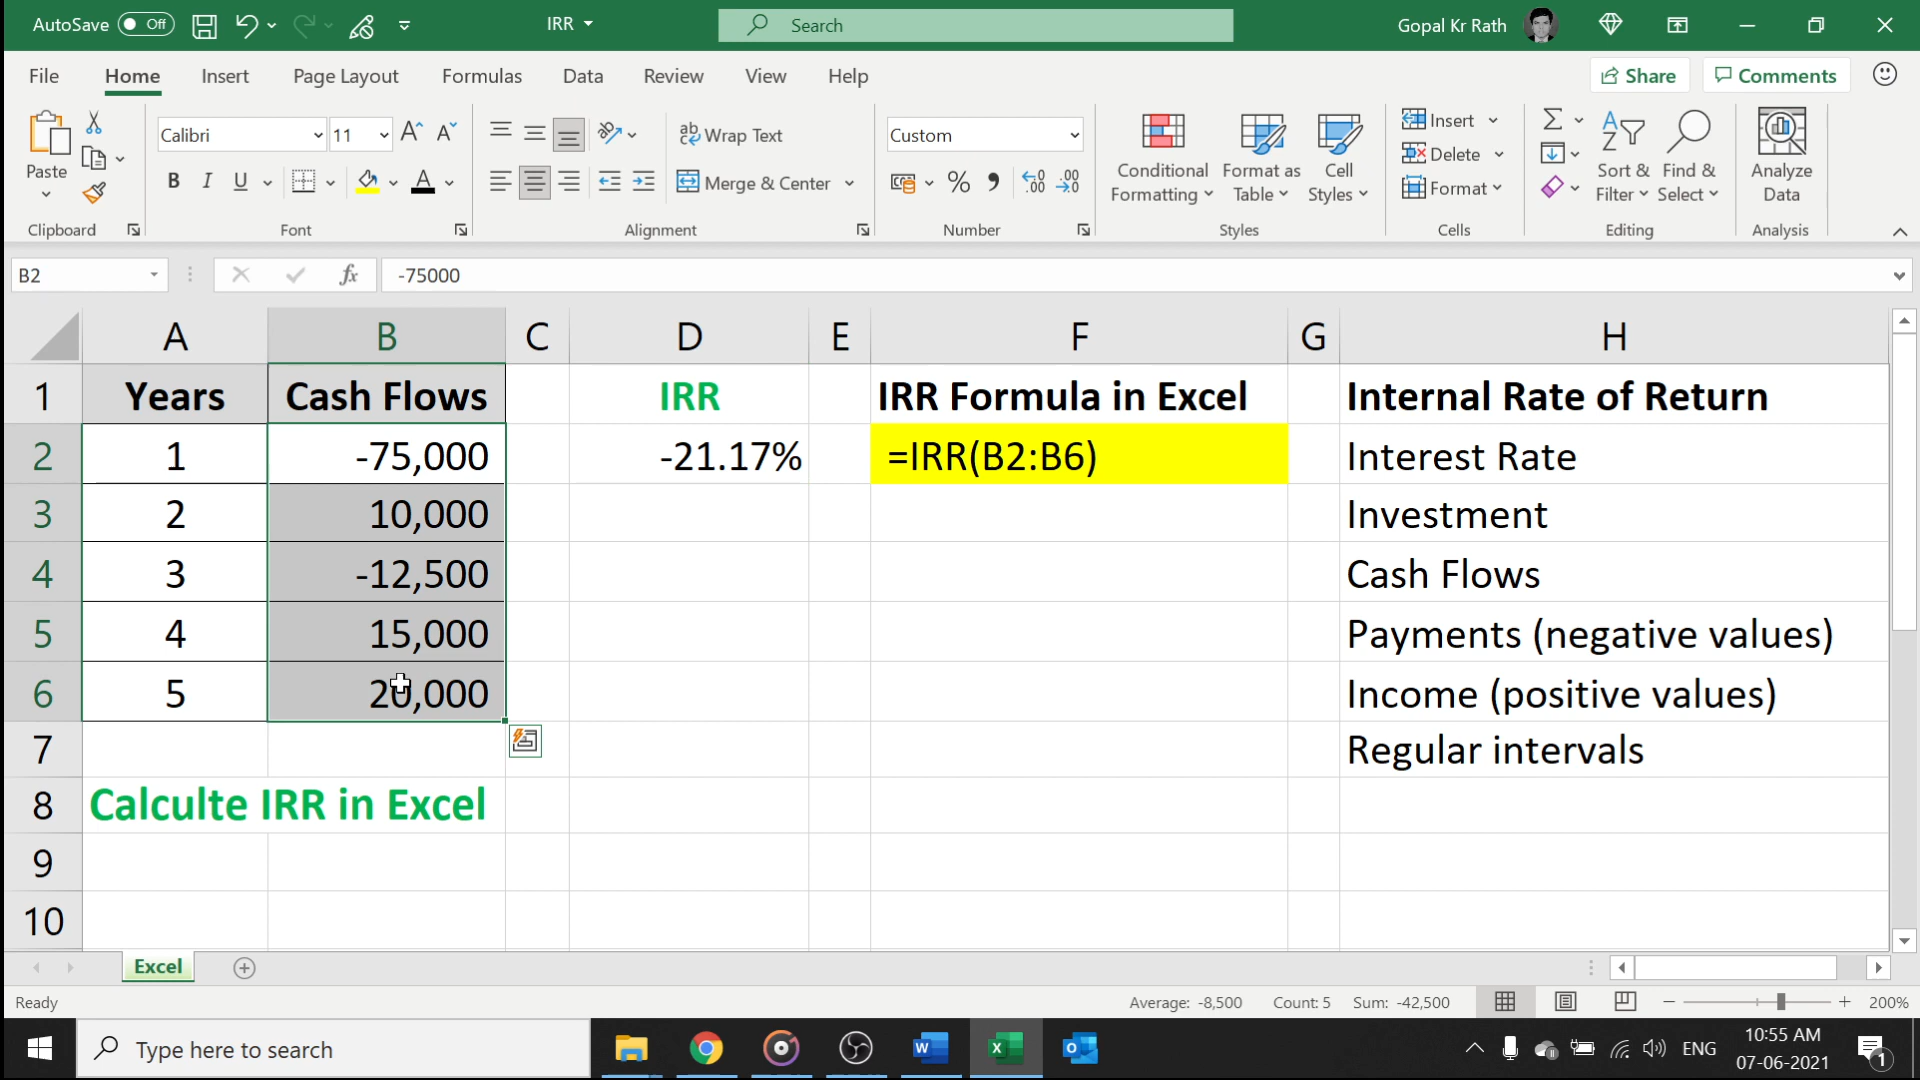 AutoSave Off IRR Search Gopal Kr Rath
File Home Insert Page Layout Formulas Data Review View Help Share Comments
Paste
Clipboard
Calibri 11
B I U A
Font
ab Wrap Text
Merge & Center
Alignment
Custom
% 9 .00
Number
Conditional Formatting
Format as Table
Cell Styles
Styles
Insert
Delete
Format
Cells
Sort & Filter
Find & Select
Editing
Analyze Data
Analysis
B2 fx -75000
A B C D E F G H
1 Years Cash Flows IRR IRR Formula in Excel Internal Rate of Return
2 1 -75,000 -21.17% =IRR(B2:B6) Interest Rate
3 2 10,000 Investment
4 3 -12,500 Cash Flows
5 4 15,000 Payments (negative values)
6 5 20,000 Income (positive values)
7 Regular intervals
8 Calculte IRR in Excel
9
10
Excel
Ready Average: -8,500 Count: 5 Sum: -42,500 200%
Type here to search ENG 10:55 AM
07-06-2021 1